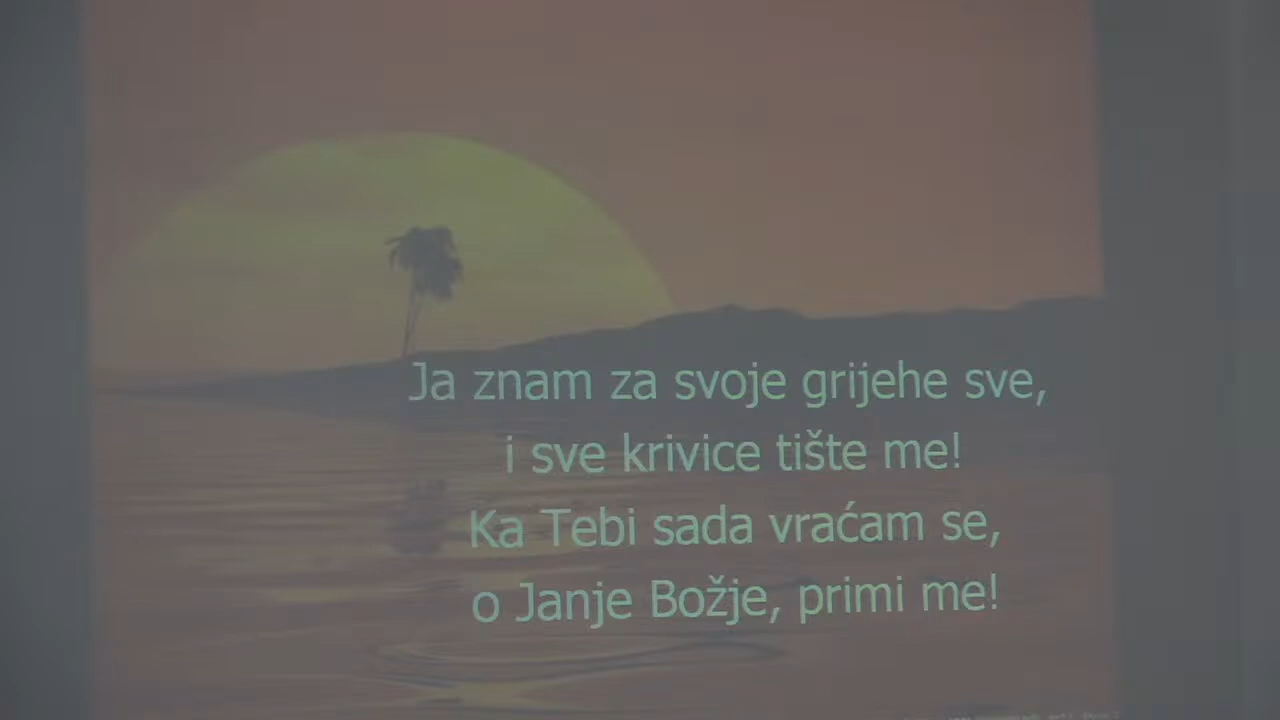 Ja znam za svoje grijehe sve,
i sve krivice tište me!
Ka Tebi sada vraćam se,
o Janje Božje, primi me!